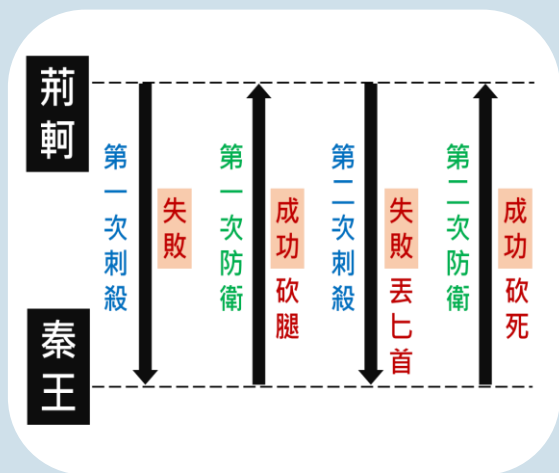 荊軻
第一次刺殺
失敗
第一次防衛
成功砍腿
第二次刺殺
失敗丟匕首
第二次防衛
成功砍死
秦王